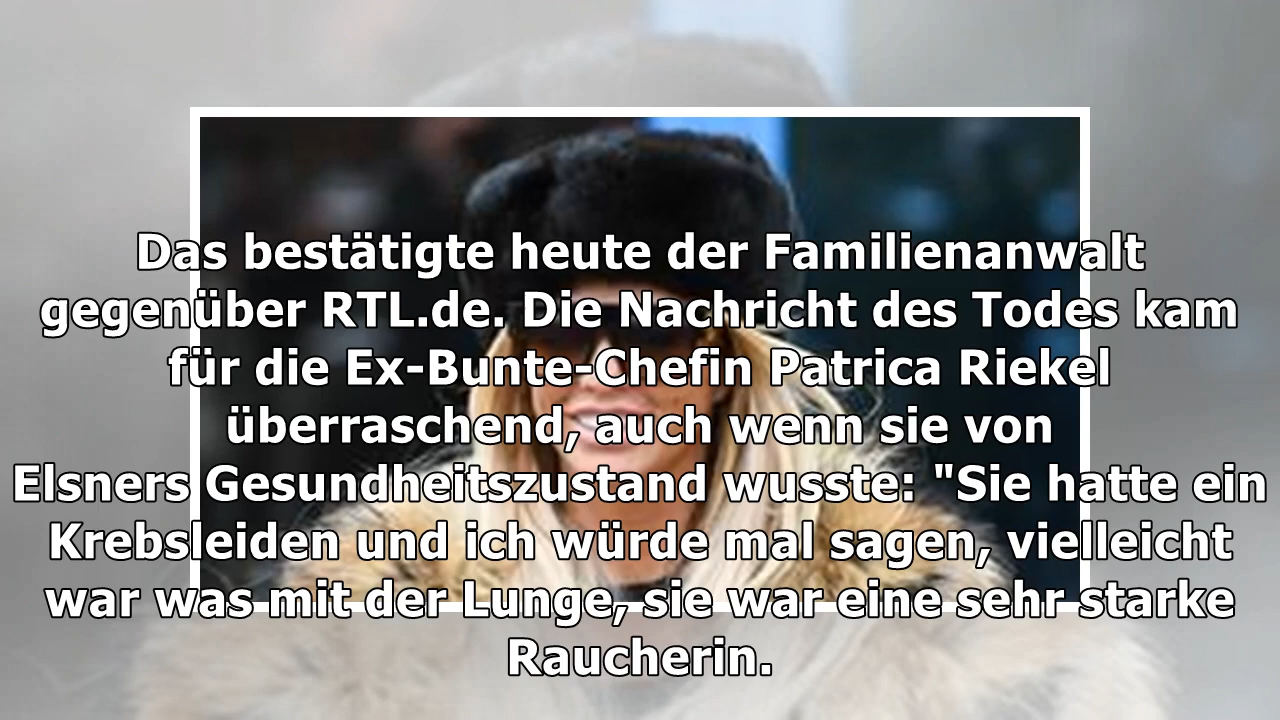 Das bestätigte heute der Familienanwalt
gegenüber RTL.de. Die Nachricht des Todes kam
für die Ex-Bunte-Chefin Patrica Riekel
überraschend, auch wenn sie von
Elsners Gesundheitszustand wusste: "Sie hatte ein
Krebsleiden und ich würde mal sagen, vielleicht
war was mit der Lunge, sie war eine sehr starke
Raucherin.